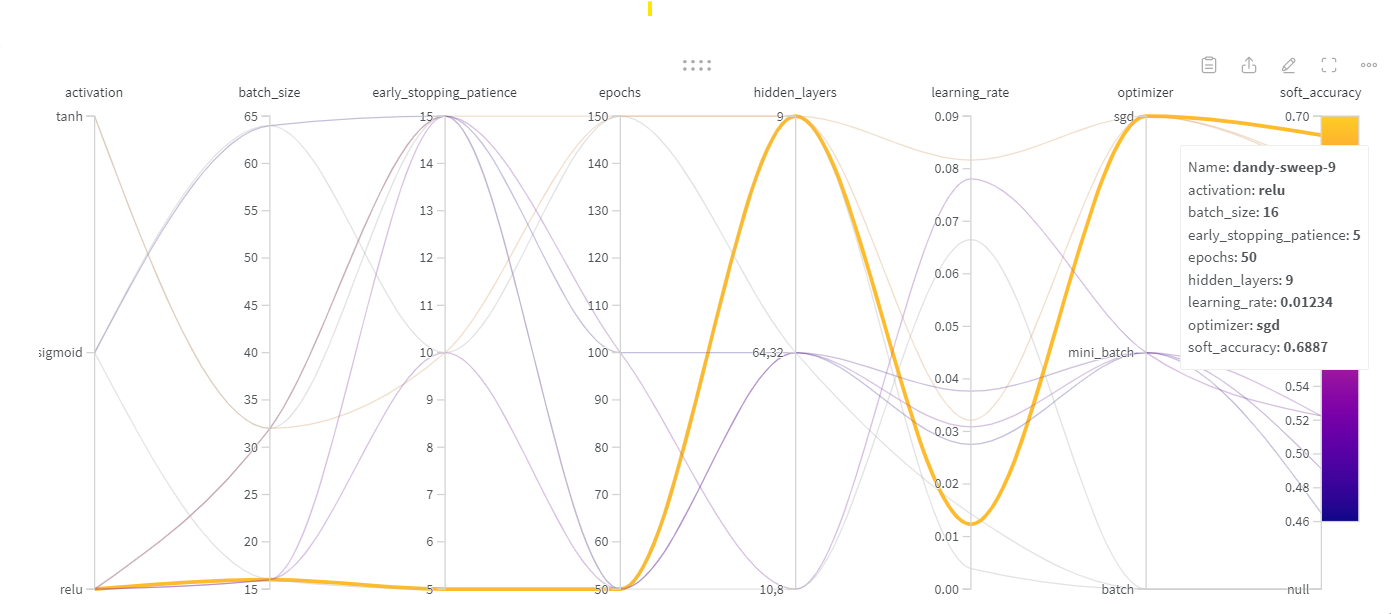 activation batch_size early_stopping_patience epochs hidden_layers learning_rate optimizer soft_accuracy
tanh 65 15 150 9 0.09 sgd 0.70
60 14 140 0.08
55 13 130 0.07
50 12 120 0.06
45 11 110 0.05
sigmoid 40 10 100 64,32 0.04 mini_batch
35 9 90 0.03
30 8 80 0.02
25 7 70 0.01
20 6 60
relu 15 5 50 10,8 0.00 batch null
Name: dandy-sweep-9
activation: relu
batch_size: 16
early_stopping_patience: 5
epochs: 50
hidden_layers: 9
learning_rate: 0.01234
optimizer: sgd
soft_accuracy: 0.6887
0.54
0.52
0.50
0.48
0.46